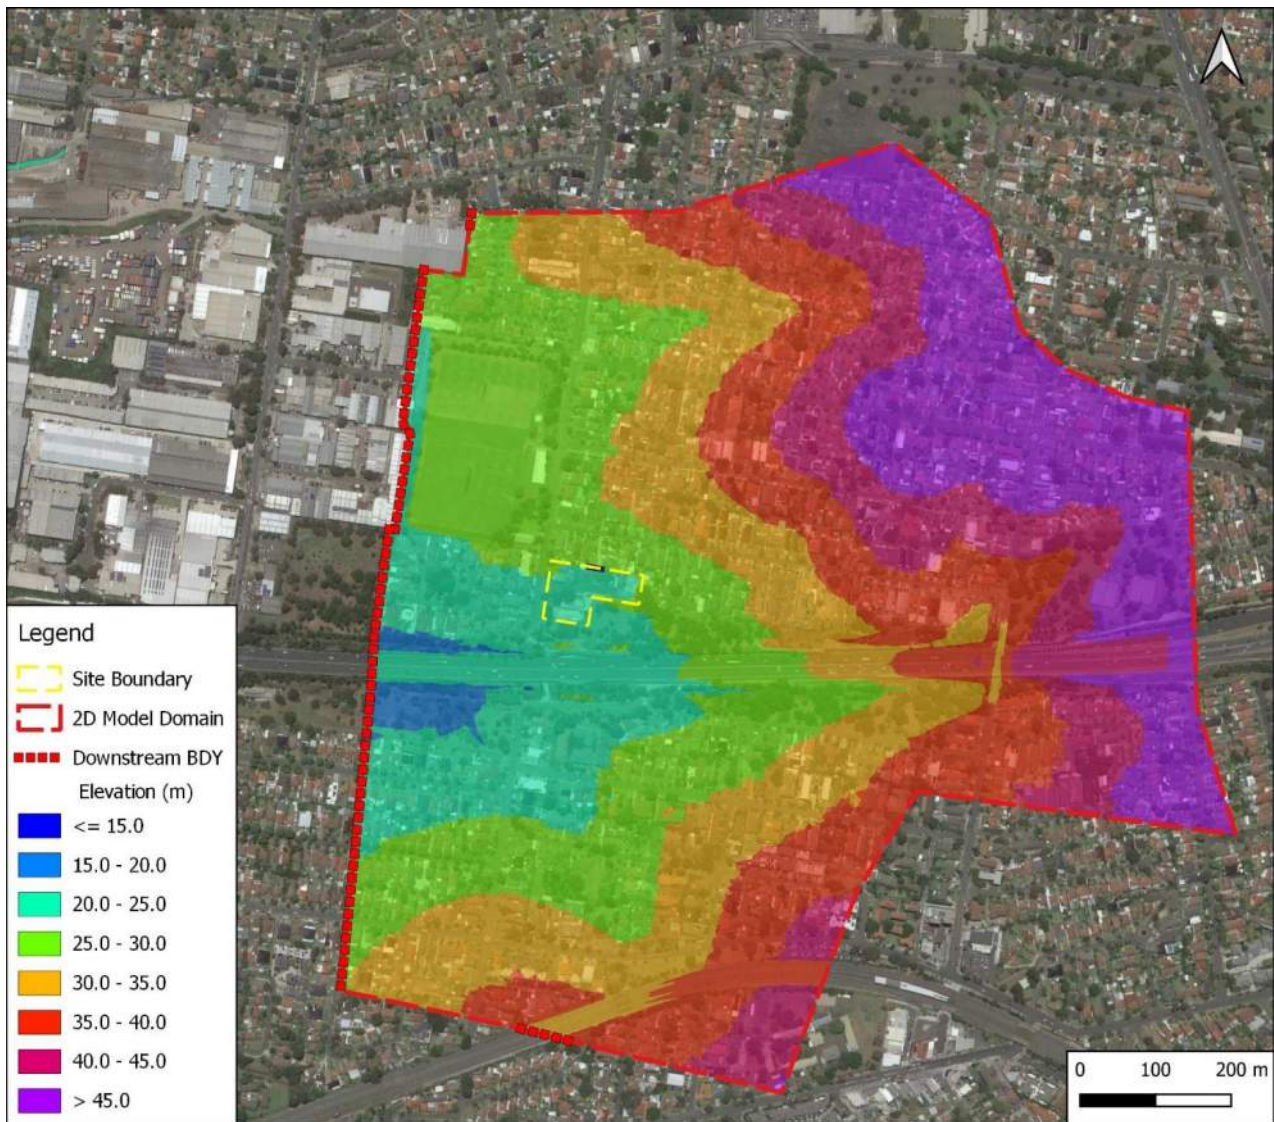 Legend
Site Boundary
2D Model Domain
Downstream BDY
Elevation (m)
<= 15.0
15.0 - 20.0
20.0 - 25.0
25.0 - 30.0
30.0 - 35.0
35.0 - 40.0
40.0 - 45.0
> 45.0
0 100 200 m